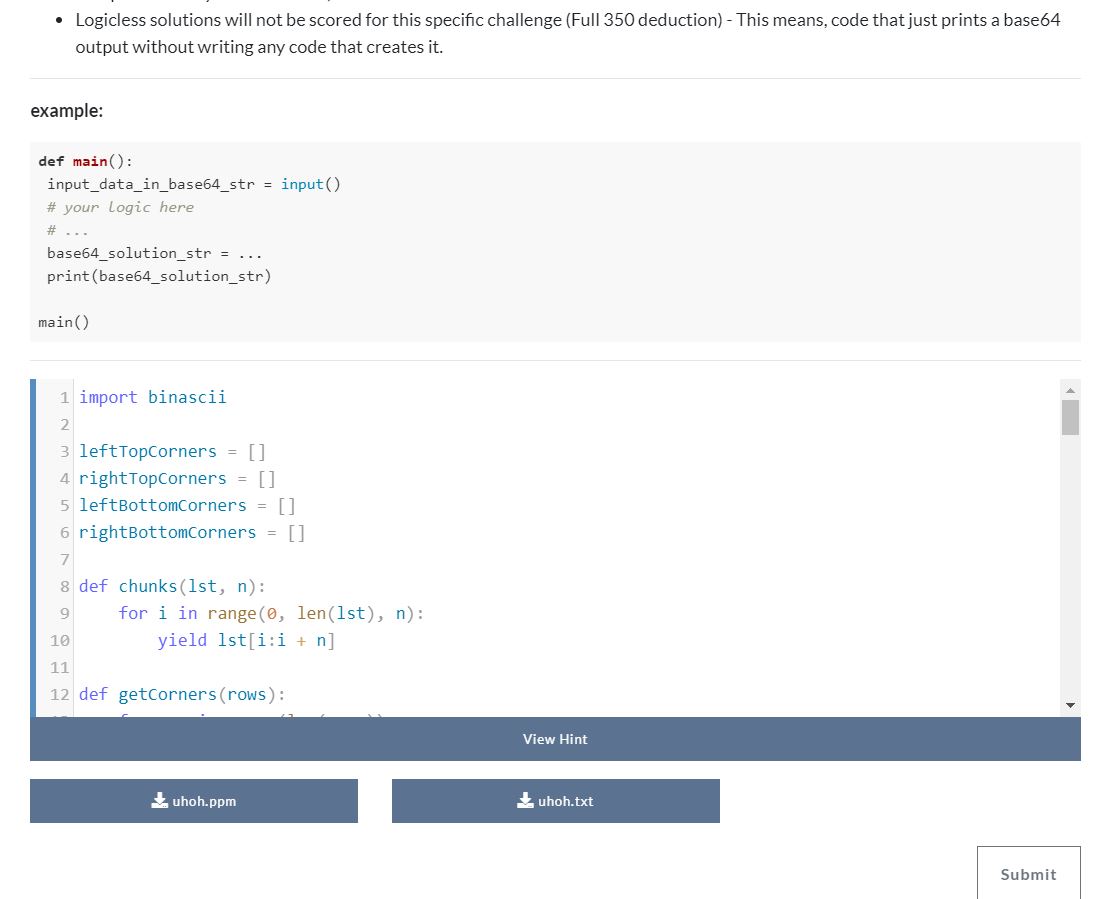 Logicless solutions will not be scored for this specific challenge (Full 350 deduction) - This means, code that just prints a base64
output without writing any code that creates it.
example:
def main():
 input_data_in_base64_str = input()
 # your logic here
 # ...
 base64_solution_str = ...
 print(base64_solution_str)
main()
1 import binascii
2
3 leftTopCorners = []
4 rightTopCorners = []
5 leftBottomCorners = []
6 rightBottomCorners = []
7
8 def chunks(lst, n):
9     for i in range(0, len(lst), n):
10         yield lst[i:i + n]
11
12 def getCorners(rows):
View Hint
uhoh.ppm
uhoh.txt
Submit